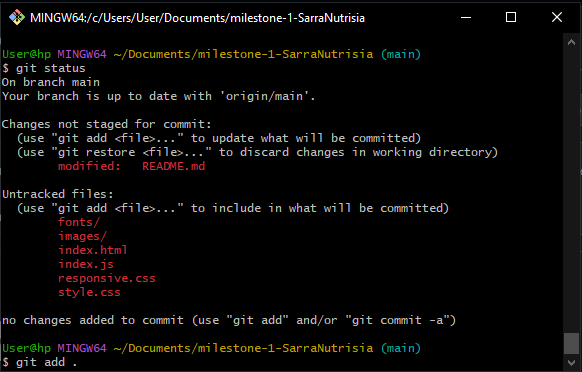 MINGW64:/c/Users/User/Documents/milestone-1-SarraNutrisia
User@hp MINGW64 ~/Documents/milestone-1-SarraNutrisia (main)
$ git status
On branch main
Your branch is up to date with 'origin/main'.

Changes not staged for commit:
  (use "git add <file>..." to update what will be committed)
  (use "git restore <file>..." to discard changes in working directory)
        modified:   README.md

Untracked files:
  (use "git add <file>..." to include in what will be committed)
        fonts/
        images/
        index.html
        index.js
        responsive.css
        style.css

no changes added to commit (use "git add" and/or "git commit -a")

User@hp MINGW64 ~/Documents/milestone-1-SarraNutrisia (main)
$ git add .